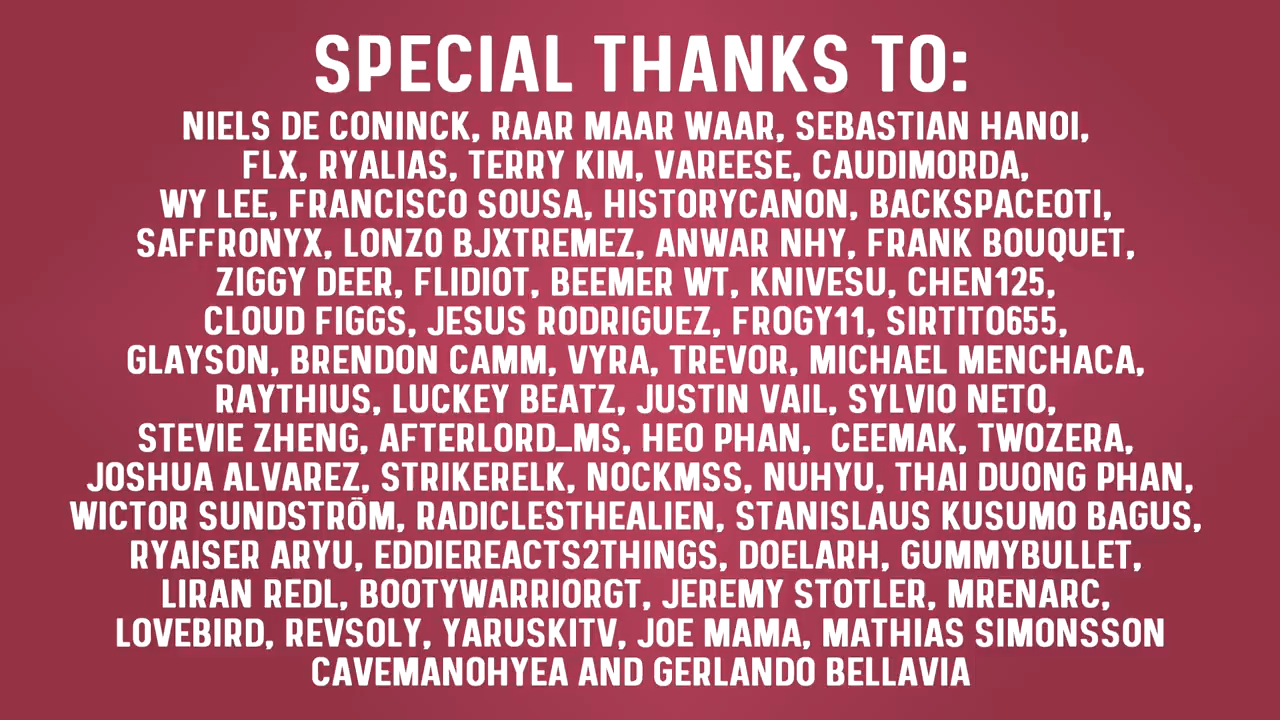 SPECIAL THANKS TO:
NIELS DE CONINCK, RAAR MAAR WAAR, SEBASTIAN HANOI,
FLX, RYALIAS, TERRY KIM, VAREESE, CAUDIMORDA,
WY LEE, FRANCISCO SOUSA, HISTORYCANON, BACKSPACEOTI,
SAFFRONYX, LONZO BJXTREMEZ, ANWAR NHY, FRANK BOUQUET,
ZIGGY DEER, FLIDIOT, BEEMER WT, KNIVESU, CHEN125,
CLOUD FIGGS, JESUS RODRIGUEZ, FROGY11, SIRTITO655,
GLAYSON, BRENDON CAMM, VYRA, TREVOR, MICHAEL MENCHACA,
RAYTHIUS, LUCKEY BEATZ, JUSTIN VAIL, SYLVIO NETO,
STEVIE ZHENG, AFTERLORD_MS, HEO PHAN, CEEMAK, TWOZERA,
JOSHUA ALVAREZ, STRIKERELK, NOCKMSS, NUHYU, THAI DUONG PHAN,
WICTOR SUNDSTRÖM, RADICLESTHEALIEN, STANISLAUS KUSUMO BAGUS,
RYAISER ARYU, EDDIEREACTS2THINGS, DOELARH, GUMMYBULLET,
LIRAN REDL, BOOTYWARRIORGT, JEREMY STOTLER, MRENARC,
LOVEBIRD, REVSOLY, YARUSKITV, JOE MAMA, MATHIAS SIMONSSON
CAVEMANOHYEA AND GERLANDO BELLAVIA